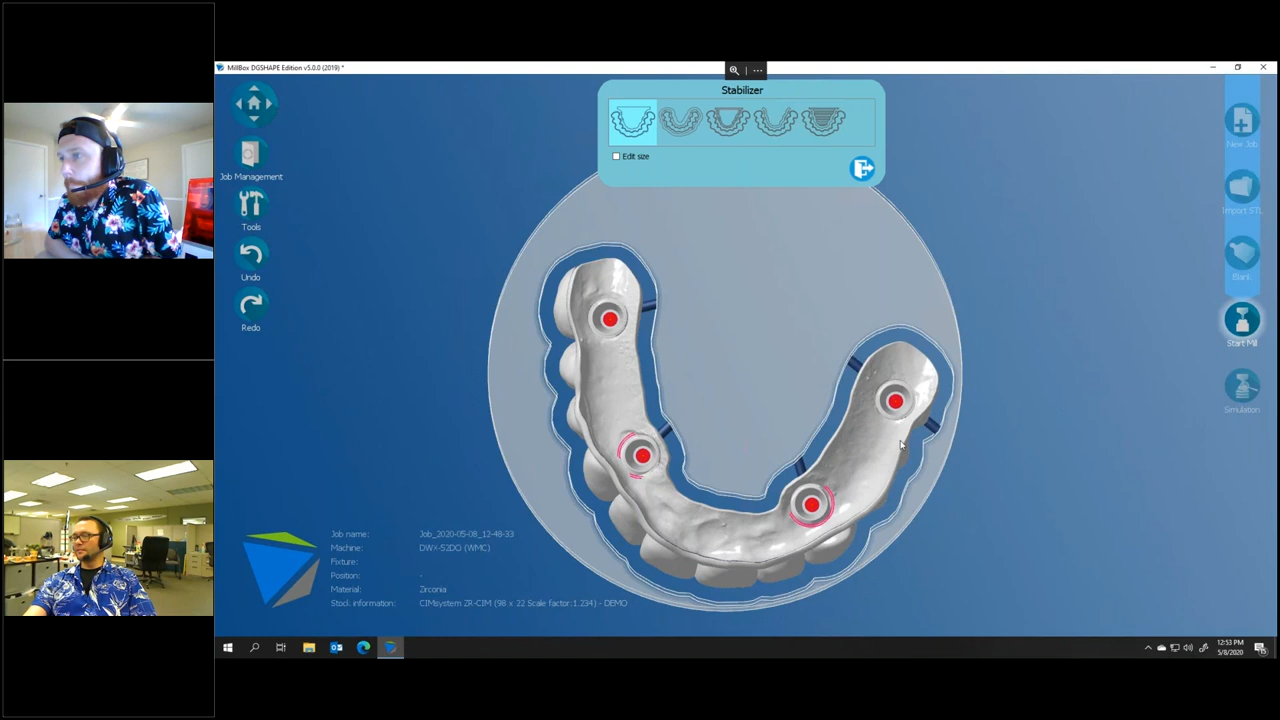 MillBox DGSHAPE Edition v5.0.0 (2019) *
Stabilizer
Edit size
Job Management
Tools
Undo
Redo
New Job
Import STL
Blank
Start Mill
Simulation
Job name: Job_2020-05-08_12-48-33
Machine: DWX-52DCi (WMC)
Fixture:
Position: -
Material: Zirconia
Stock information: CIMsystem ZR-CIM (98 x 22 Scale factor:1.234) - DEMO
12:53 PM
5/8/2020